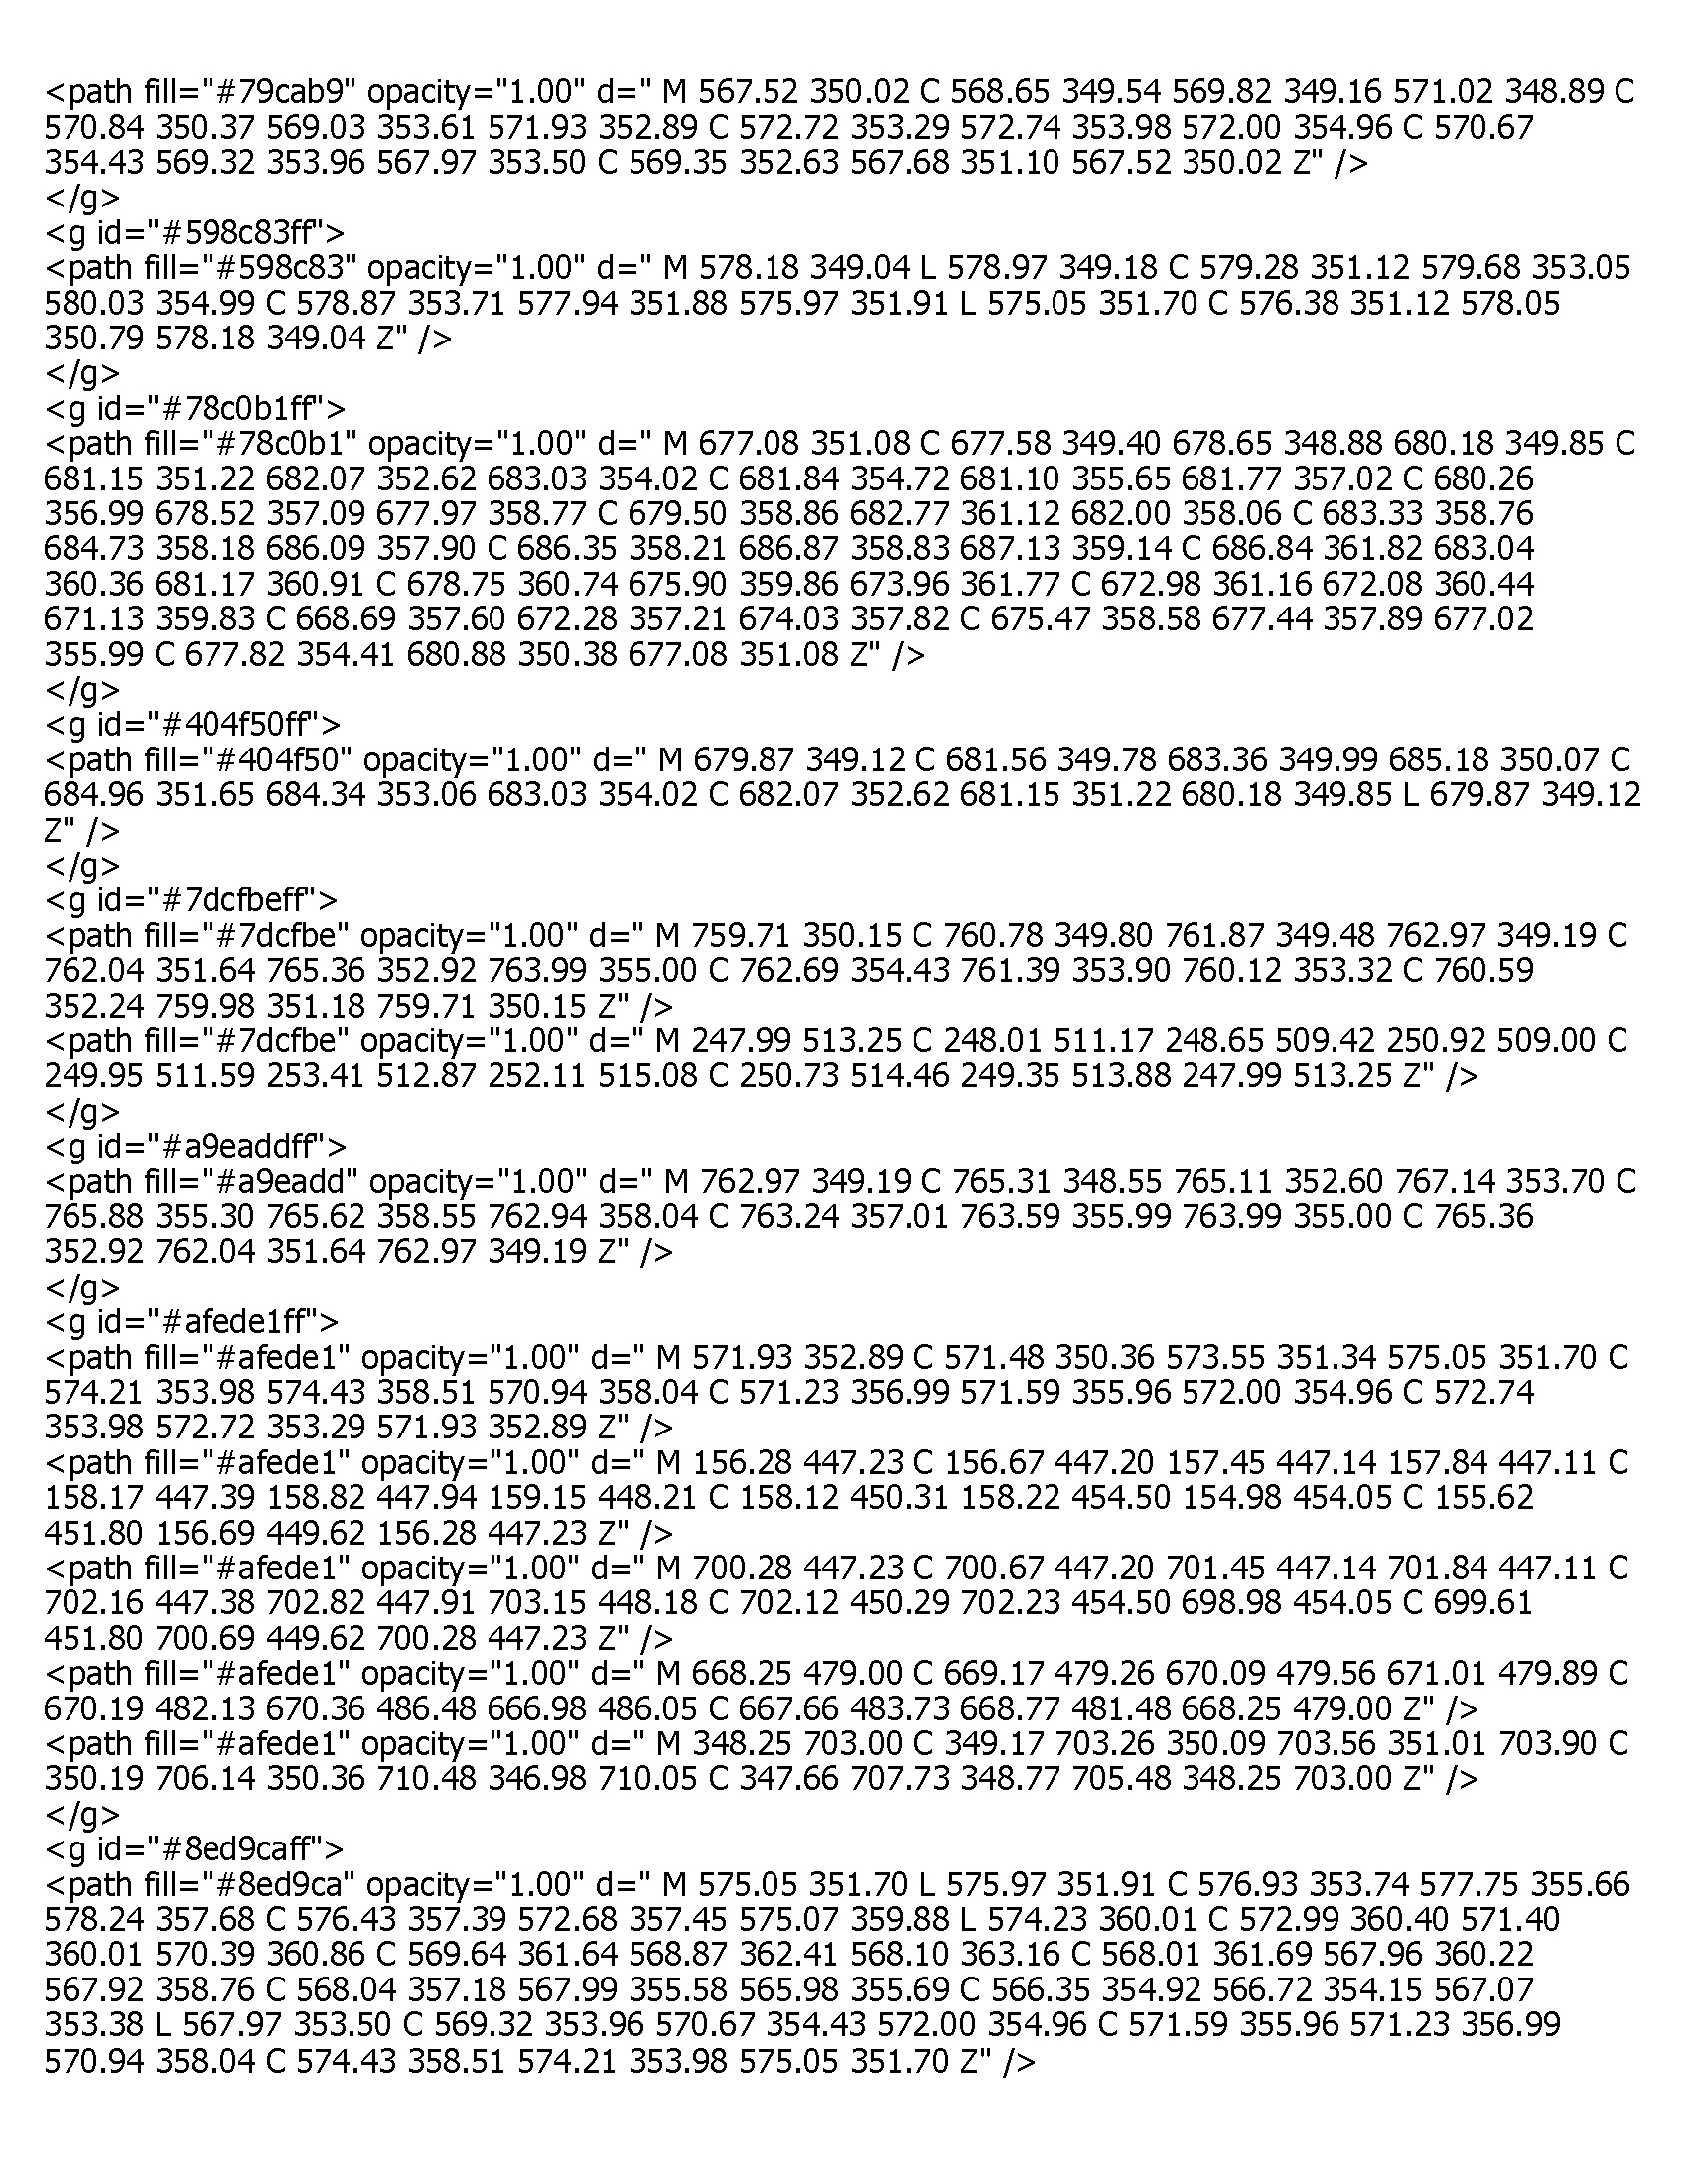 <path fill="#79cab9" opacity="1.00" d=" M 567.52 350.02 C 568.65 349.54 569.82 349.16 571.02 348.89 C
570.84 350.37 569.03 353.61 571.93 352.89 C 572.72 353.29 572.74 353.98 572.00 354.96 C 570.67
354.43 569.32 353.96 567.97 353.50 C 569.35 352.63 567.68 351.10 567.52 350.02 Z" />
</g>
<g id="#598c83ff">
<path fill="#598c83" opacity="1.00" d=" M 578.18 349.04 L 578.97 349.18 C 579.28 351.12 579.68 353.05
580.03 354.99 C 578.87 353.71 577.94 351.88 575.97 351.91 L 575.05 351.70 C 576.38 351.12 578.05
350.79 578.18 349.04 Z" />
</g>
<g id="#78c0b1ff">
<path fill="#78c0b1" opacity="1.00" d=" M 677.08 351.08 C 677.58 349.40 678.65 348.88 680.18 349.85 C
681.15 351.22 682.07 352.62 683.03 354.02 C 681.84 354.72 681.10 355.65 681.77 357.02 C 680.26
356.99 678.52 357.09 677.97 358.77 C 679.50 358.86 682.77 361.12 682.00 358.06 C 683.33 358.76
684.73 358.18 686.09 357.90 C 686.35 358.21 686.87 358.83 687.13 359.14 C 686.84 361.82 683.04
360.36 681.17 360.91 C 678.75 360.74 675.90 359.86 673.96 361.77 C 672.98 361.16 672.08 360.44
671.13 359.83 C 668.69 357.60 672.28 357.21 674.03 357.82 C 675.47 358.58 677.44 357.89 677.02
355.99 C 677.82 354.41 680.88 350.38 677.08 351.08 Z" />
</g>
<g id="#404f50ff">
<path fill="#404f50" opacity="1.00" d=" M 679.87 349.12 C 681.56 349.78 683.36 349.99 685.18 350.07 C
684.96 351.65 684.34 353.06 683.03 354.02 C 682.07 352.62 681.15 351.22 680.18 349.85 L 679.87 349.12
Z" />
</g>
<g id="#7dcfbeff">
<path fill="#7dcfbe" opacity="1.00" d=" M 759.71 350.15 C 760.78 349.80 761.87 349.48 762.97 349.19 C
762.04 351.64 765.36 352.92 763.99 355.00 C 762.69 354.43 761.39 353.90 760.12 353.32 C 760.59
352.24 759.98 351.18 759.71 350.15 Z" />
<path fill="#7dcfbe" opacity="1.00" d=" M 247.99 513.25 C 248.01 511.17 248.65 509.42 250.92 509.00 C
249.95 511.59 253.41 512.87 252.11 515.08 C 250.73 514.46 249.35 513.88 247.99 513.25 Z" />
</g>
<g id="#a9eaddff">
<path fill="#a9eadd" opacity="1.00" d=" M 762.97 349.19 C 765.31 348.55 765.11 352.60 767.14 353.70 C
765.88 355.30 765.62 358.55 762.94 358.04 C 763.24 357.01 763.59 355.99 763.99 355.00 C 765.36
352.92 762.04 351.64 762.97 349.19 Z" />
</g>
<g id="#afede1ff">
<path fill="#afede1" opacity="1.00" d=" M 571.93 352.89 C 571.48 350.36 573.55 351.34 575.05 351.70 C
574.21 353.98 574.43 358.51 570.94 358.04 C 571.23 356.99 571.59 355.96 572.00 354.96 C 572.74
353.98 572.72 353.29 571.93 352.89 Z" />
<path fill="#afede1" opacity="1.00" d=" M 156.28 447.23 C 156.67 447.20 157.45 447.14 157.84 447.11 C
158.17 447.39 158.82 447.94 159.15 448.21 C 158.12 450.31 158.22 454.50 154.98 454.05 C 155.62
451.80 156.69 449.62 156.28 447.23 Z" />
<path fill="#afede1" opacity="1.00" d=" M 700.28 447.23 C 700.67 447.20 701.45 447.14 701.84 447.11 C
702.16 447.38 702.82 447.91 703.15 448.18 C 702.12 450.29 702.23 454.50 698.98 454.05 C 699.61
451.80 700.69 449.62 700.28 447.23 Z" />
<path fill="#afede1" opacity="1.00" d=" M 668.25 479.00 C 669.17 479.26 670.09 479.56 671.01 479.89 C
670.19 482.13 670.36 486.48 666.98 486.05 C 667.66 483.73 668.77 481.48 668.25 479.00 Z" />
<path fill="#afede1" opacity="1.00" d=" M 348.25 703.00 C 349.17 703.26 350.09 703.56 351.01 703.90 C
350.19 706.14 350.36 710.48 346.98 710.05 C 347.66 707.73 348.77 705.48 348.25 703.00 Z" />
</g>
<g id="#8ed9caff">
<path fill="#8ed9ca" opacity="1.00" d=" M 575.05 351.70 L 575.97 351.91 C 576.93 353.74 577.75 355.66
578.24 357.68 C 576.43 357.39 572.68 357.45 575.07 359.88 L 574.23 360.01 C 572.99 360.40 571.40
360.01 570.39 360.86 C 569.64 361.64 568.87 362.41 568.10 363.16 C 568.01 361.69 567.96 360.22
567.92 358.76 C 568.04 357.18 567.99 355.58 565.98 355.69 C 566.35 354.92 566.72 354.15 567.07
353.38 L 567.97 353.50 C 569.32 353.96 570.67 354.43 572.00 354.96 C 571.59 355.96 571.23 356.99
570.94 358.04 C 574.43 358.51 574.21 353.98 575.05 351.70 Z" />